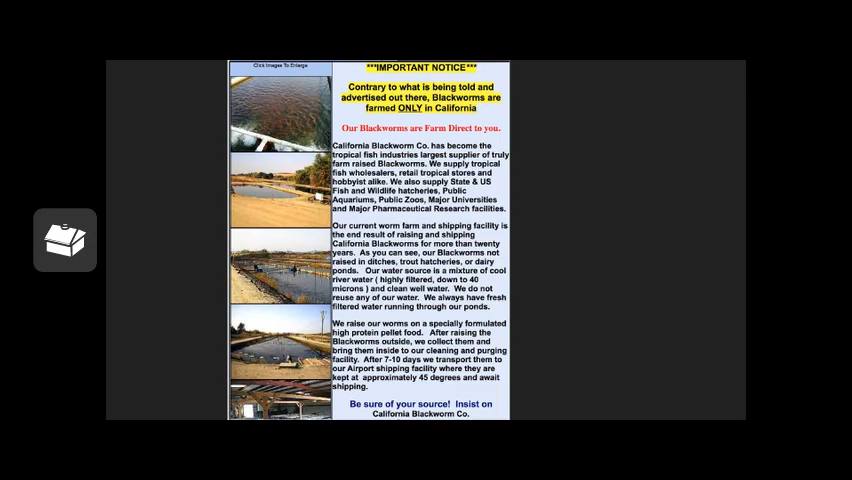 Click Images To Enlarge
***IMPORTANT NOTICE***
Contrary to what is being told and
advertised out there, Blackworms are
farmed ONLY in California
Our Blackworms are Farm Direct to you.
California Blackworm Co. has become the
tropical fish industries largest supplier of truly
farm raised Blackworms. We supply tropical
fish wholesalers, retail tropical stores and
hobbyist alike. We also supply State & US
Fish and Wildlife hatcheries, Public
Aquariums, Public Zoos, Major Universities
and Major Pharmaceutical Research facilities.
Our current worm farm and shipping facility is
the end result of raising and shipping
California Blackworms for more than twenty
years. As you can see, our Blackworms not
raised in ditches, trout hatcheries, or dairy
ponds. Our water source is a mixture of cool
river water ( highly filtered, down to 40
microns ) and clean well water. We do not
reuse any of our water. We always have fresh
filtered water running through our ponds.
We raise our worms on a specially formulated
high protein pellet food. After raising the
Blackworms outside, we collect them and
bring them inside to our cleaning and purging
facility. After 7-10 days we transport them to
our Airport shipping facility where they are
kept at approximately 45 degrees and await
shipping.
Be sure of your source! Insist on
California Blackworm Co.